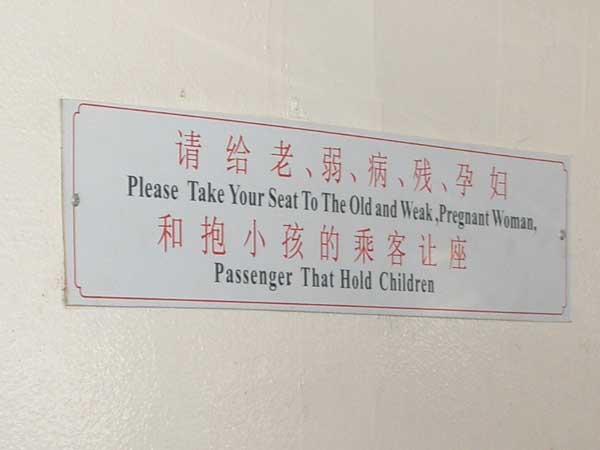 请给老、弱、病、残、孕妇
Please Take Your Seat To The Old and Weak ,Pregnant Woman,
和抱小孩的乘客让座
Passenger That Hold Children